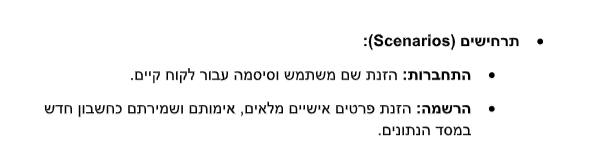 • תרחישים (Scenarios):
• התחברות: הזנת שם משתמש וסיסמה עבור לקוח קיים.
• הרשמה: הזנת פרטים אישיים מלאים, אימותם ושמירתם כחשבון חדש
במסד הנתונים.